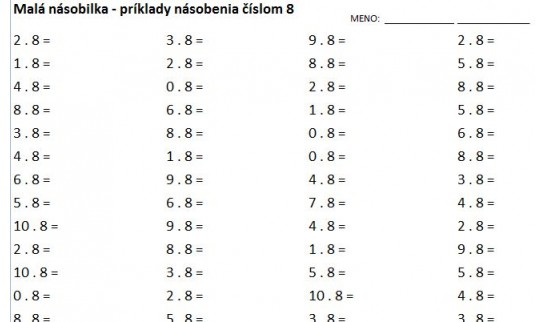 Malá násobilka - príklady násobenia číslom 8 MENO: ____________ ____________
2 . 8 = 3 . 8 = 9 . 8 = 2 . 8 =
1 . 8 = 2 . 8 = 8 . 8 = 5 . 8 =
4 . 8 = 0 . 8 = 2 . 8 = 8 . 8 =
8 . 8 = 6 . 8 = 1 . 8 = 5 . 8 =
3 . 8 = 8 . 8 = 0 . 8 = 6 . 8 =
4 . 8 = 1 . 8 = 0 . 8 = 8 . 8 =
6 . 8 = 9 . 8 = 4 . 8 = 3 . 8 =
5 . 8 = 6 . 8 = 7 . 8 = 4 . 8 =
10 . 8 = 9 . 8 = 4 . 8 = 2 . 8 =
2 . 8 = 8 . 8 = 1 . 8 = 9 . 8 =
10 . 8 = 3 . 8 = 5 . 8 = 5 . 8 =
0 . 8 = 2 . 8 = 10 . 8 = 4 . 8 =
8 . 8 = 5 . 8 = 3 . 8 = 3 . 8 =